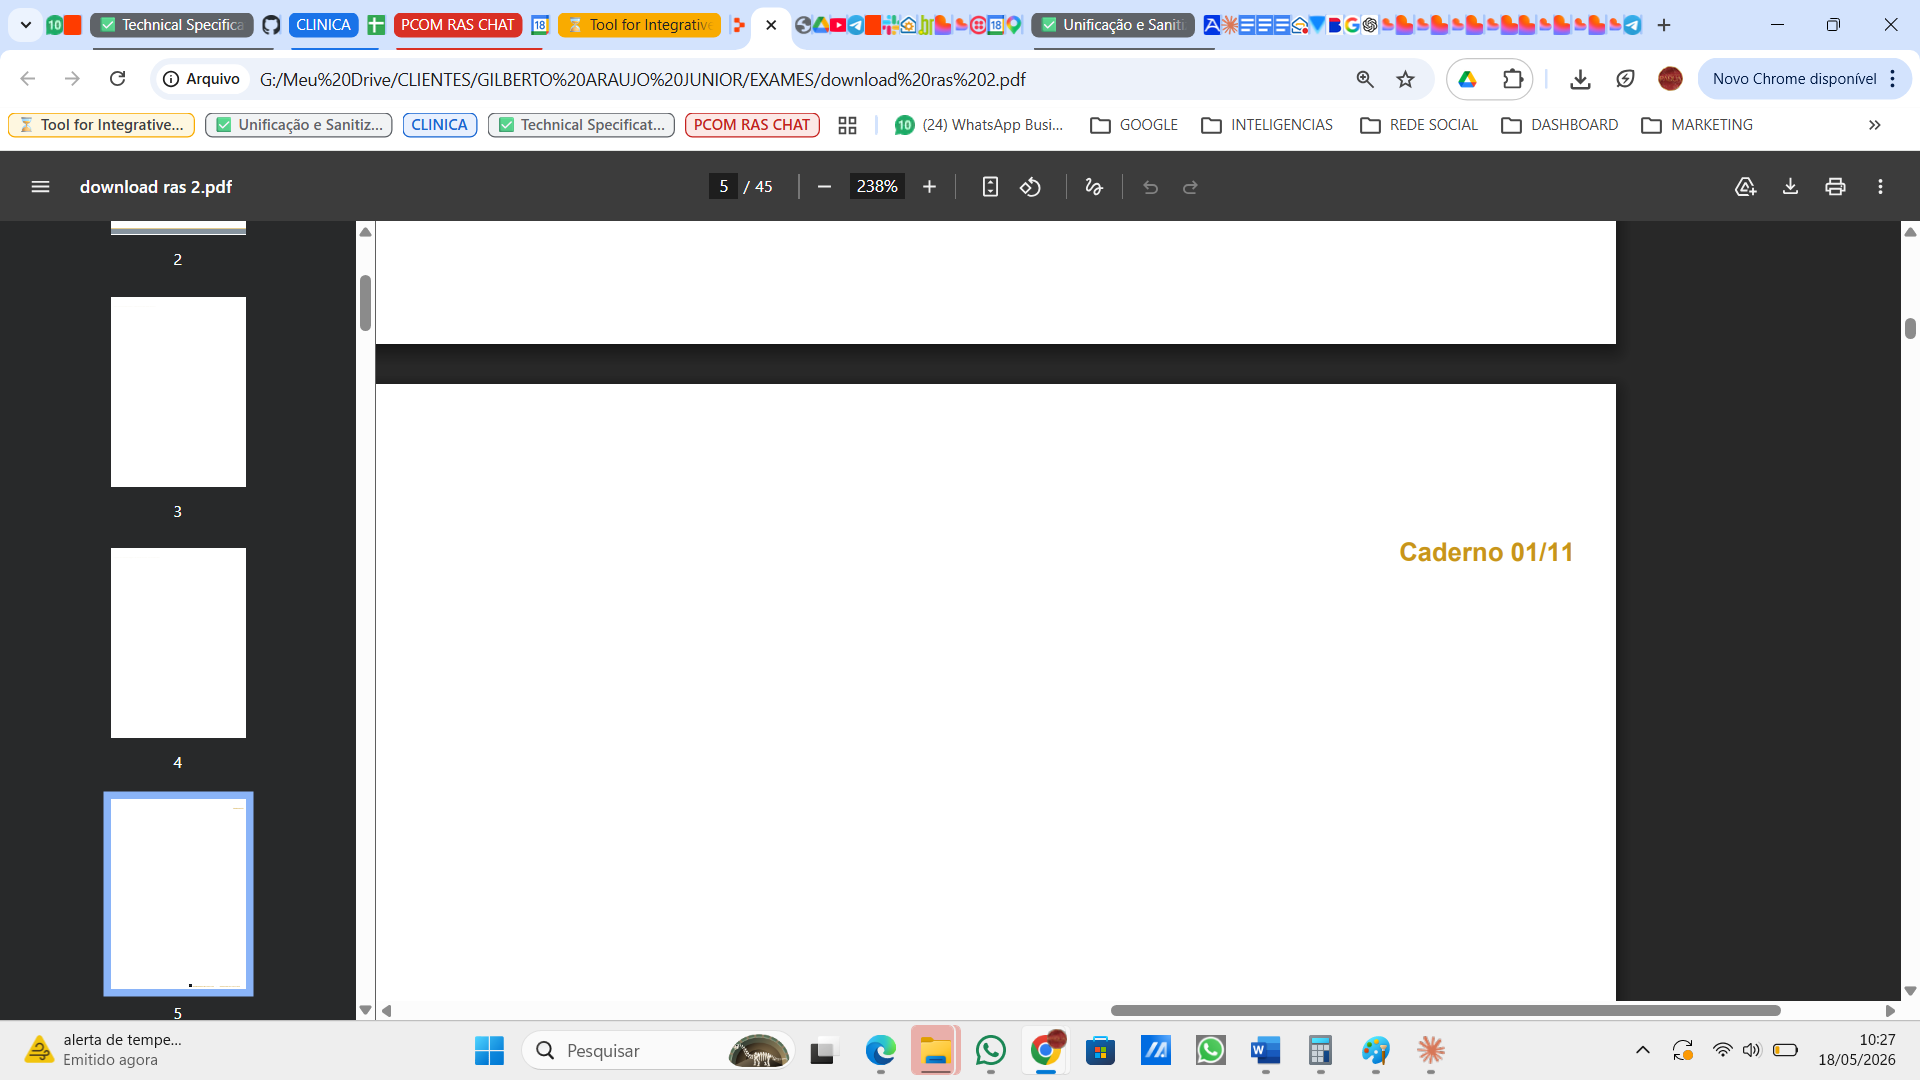 10
Technical Specifica
CLINICA
PCOM RAS CHAT
18
Tool for Integrative
18
Unificação e Saniti
Arquivo
G:/Meu%20Drive/CLIENTES/GILBERTO%20ARAUJO%20JUNIOR/EXAMES/download%20ras%202.pdf
Novo Chrome disponível
Tool for Integrative...
Unificação e Sanitiz...
CLINICA
Technical Specificat...
PCOM RAS CHAT
10
(24) WhatsApp Busi...
GOOGLE
INTELIGENCIAS
REDE SOCIAL
DASHBOARD
MARKETING
download ras 2.pdf
5 / 45
238%
2
3
4
5
Caderno 01/11
alerta de tempe...
Emitido agora
Pesquisar
10:27
18/05/2026